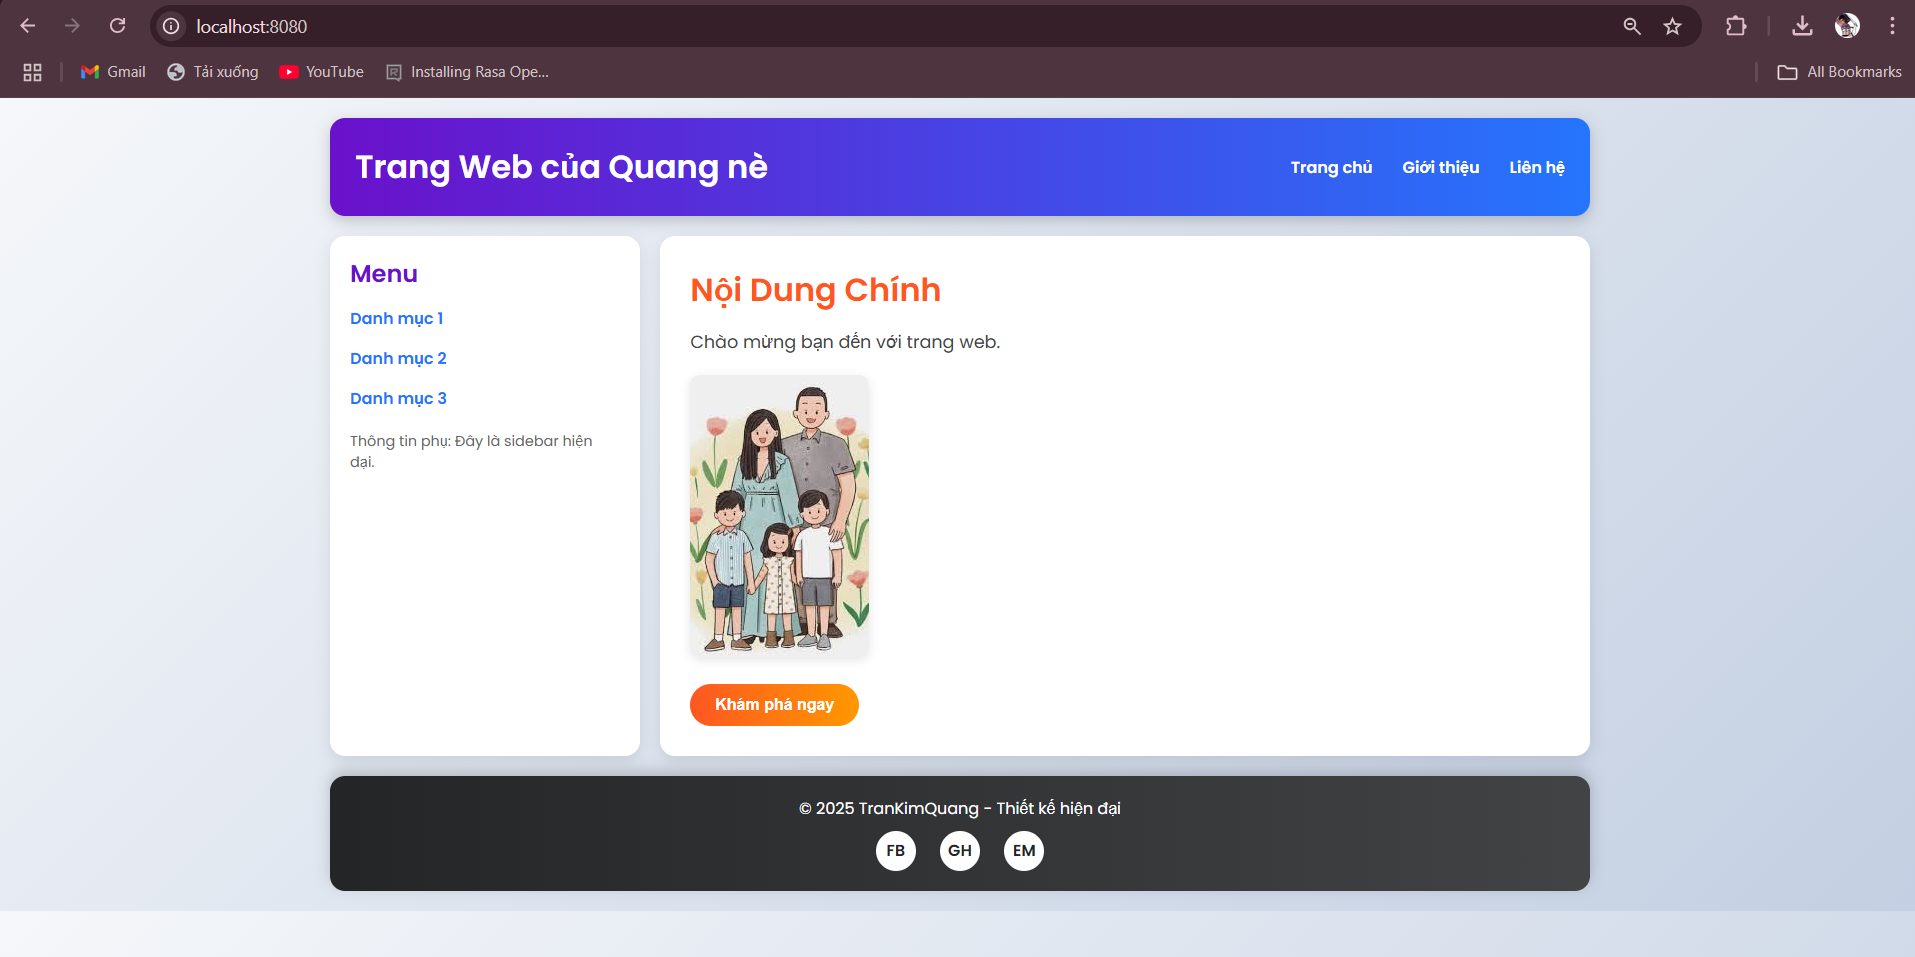 localhost:8080
Gmail
Tải xuống
YouTube
Installing Rasa Ope...
All Bookmarks
Trang Web của Quang nè
Trang chủ
Giới thiệu
Liên hệ
Menu
Danh mục 1
Danh mục 2
Danh mục 3
Thông tin phụ: Đây là sidebar hiện
đại.
Nội Dung Chính
Chào mừng bạn đến với trang web.
Khám phá ngay
© 2025 TranKimQuang - Thiết kế hiện đại
FB
GH
EM